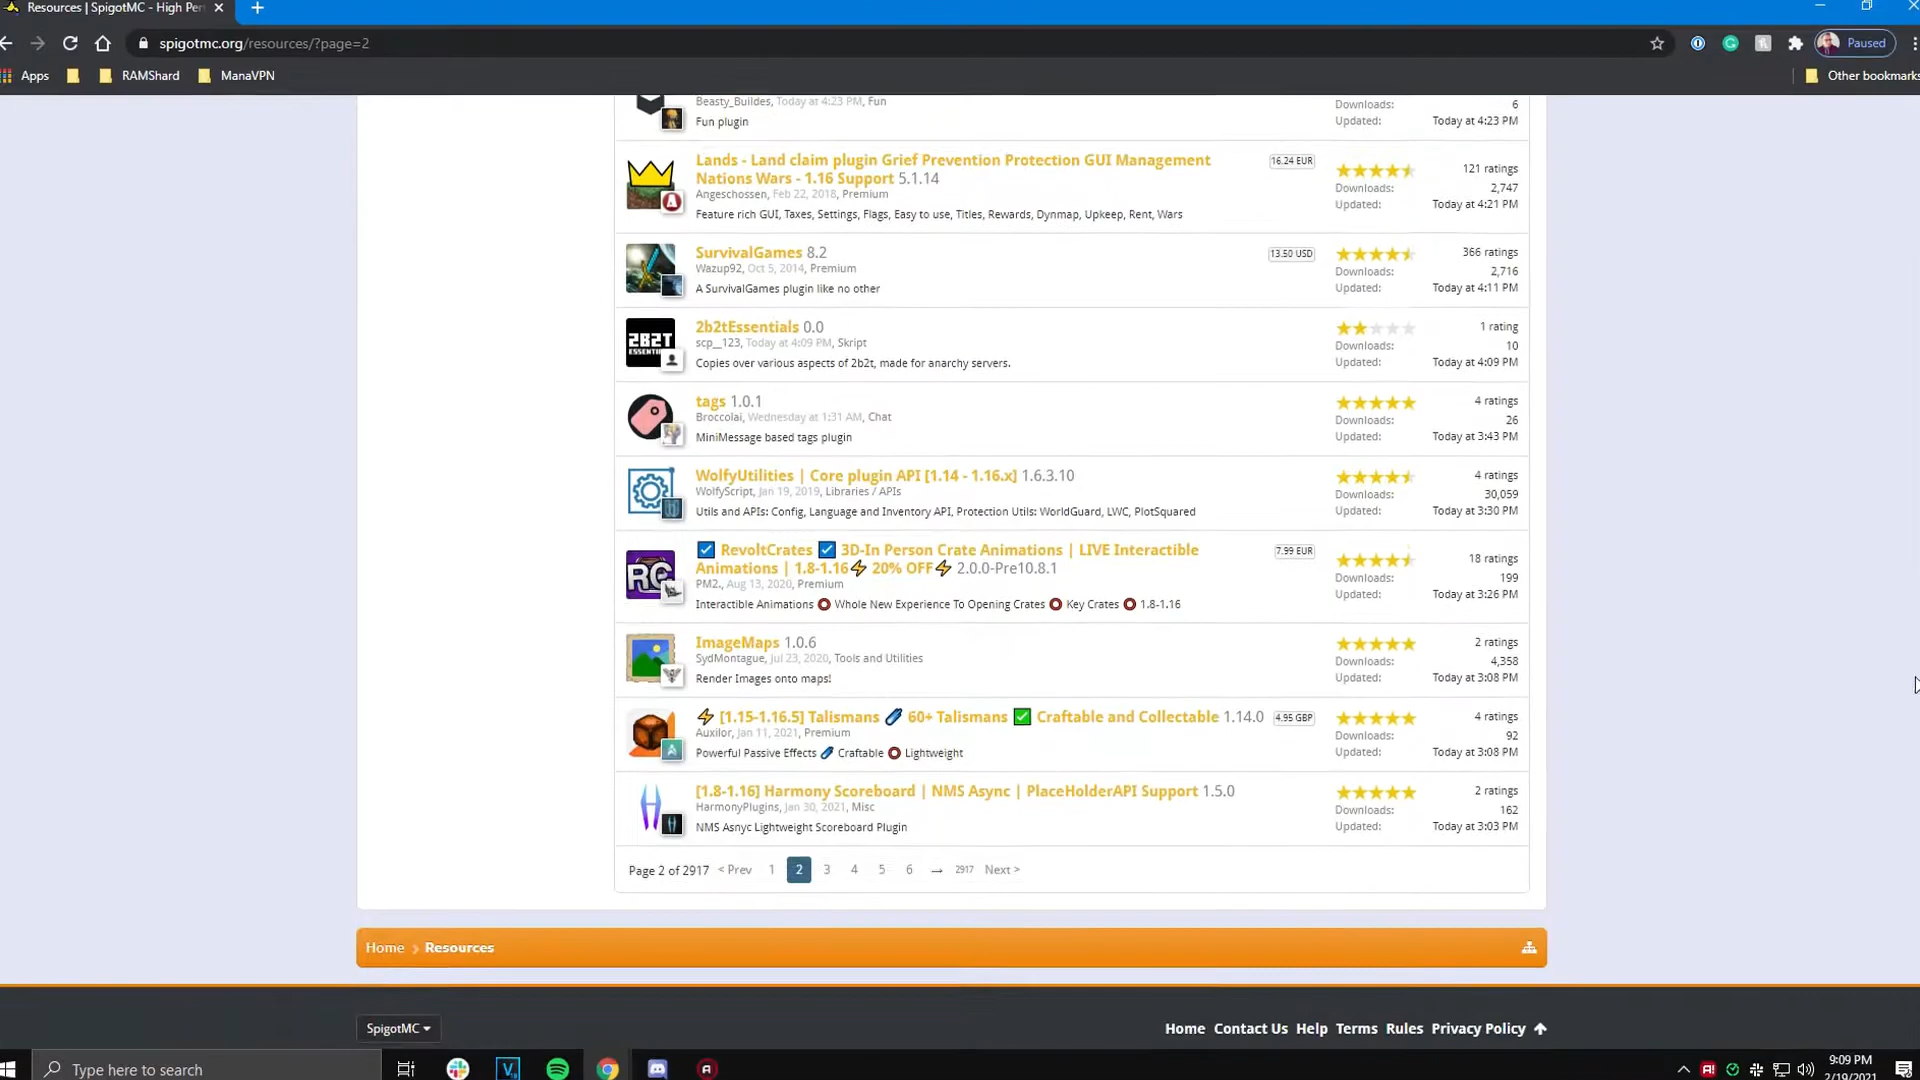 Resources | SpigotMC - High Per
spigotmc.org/resources/?page=2
Paused
Apps
RAMShard
ManaVPN
Other bookmarks
Beasty_Buildes, Today at 4:23 PM, Fun
Fun plugin
Downloads: 6
Updated: Today at 4:23 PM
Lands - Land claim plugin Grief Prevention Protection GUI Management
Nations Wars - 1.16 Support 5.1.14
Angeschossen, Feb 22, 2018, Premium
Feature rich GUI, Taxes, Settings, Flags, Easy to use, Titles, Rewards, Dynmap, Upkeep, Rent, Wars
16.24 EUR
121 ratings
Downloads: 2,747
Updated: Today at 4:21 PM
SurvivalGames 8.2
Wazup92, Oct 5, 2014, Premium
A SurvivalGames plugin like no other
13.50 USD
366 ratings
Downloads: 2,716
Updated: Today at 4:11 PM
2B2T
ESSENTI
2b2tEssentials 0.0
scp__123, Today at 4:09 PM, Skript
Copies over various aspects of 2b2t, made for anarchy servers.
1 rating
Downloads: 10
Updated: Today at 4:09 PM
tags 1.0.1
Broccolai, Wednesday at 1:31 AM, Chat
MiniMessage based tags plugin
4 ratings
Downloads: 26
Updated: Today at 3:43 PM
WolfyUtilities | Core plugin API [1.14 - 1.16.x] 1.6.3.10
WolfyScript, Jan 19, 2019, Libraries / APIs
Utils and APIs: Config, Language and Inventory API, Protection Utils: WorldGuard, LWC, PlotSquared
4 ratings
Downloads: 30,059
Updated: Today at 3:30 PM
RC
☑ RevoltCrates ☑ 3D-In Person Crate Animations | LIVE Interactible
Animations | 1.8-1.16⚡ 20% OFF⚡ 2.0.0-Pre10.8.1
PM2., Aug 13, 2020, Premium
Interactible Animations ⭕ Whole New Experience To Opening Crates ⭕ Key Crates ⭕ 1.8-1.16
7.99 EUR
18 ratings
Downloads: 199
Updated: Today at 3:26 PM
ImageMaps 1.0.6
SydMontague, Jul 23, 2020, Tools and Utilities
Render Images onto maps!
2 ratings
Downloads: 4,358
Updated: Today at 3:08 PM
⚡ [1.15-1.16.5] Talismans 60+ Talismans ✅ Craftable and Collectable 1.14.0
Auxilor, Jan 11, 2021, Premium
Powerful Passive Effects Craftable ⭕ Lightweight
4.95 GBP
4 ratings
Downloads: 92
Updated: Today at 3:08 PM
[1.8-1.16] Harmony Scoreboard | NMS Async | PlaceHolderAPI Support 1.5.0
HarmonyPlugins, Jan 30, 2021, Misc
NMS Asnyc Lightweight Scoreboard Plugin
2 ratings
Downloads: 162
Updated: Today at 3:03 PM
Page 2 of 2917 < Prev 1 2 3 4 5 6 → 2917 Next >
Home Resources
SpigotMC
Home Contact Us Help Terms Rules Privacy Policy
Type here to search
9:09 PM
2/19/2021